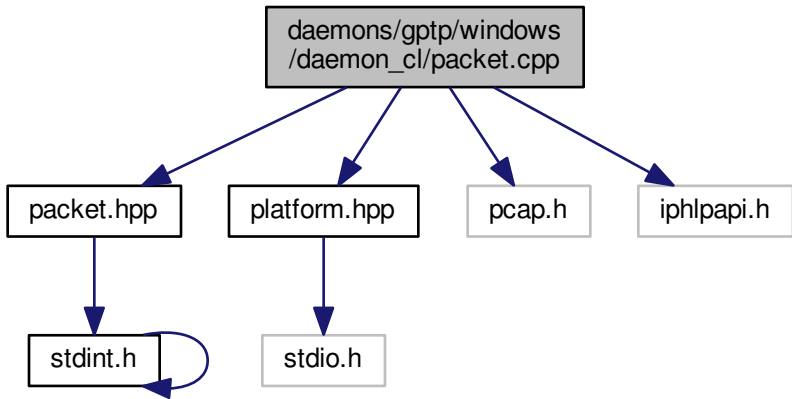 daemons/gptp/windows
/daemon_cl/packet.cpp
packet.hpp
platform.hpp
pcap.h
iphlpapi.h
stdint.h
stdio.h